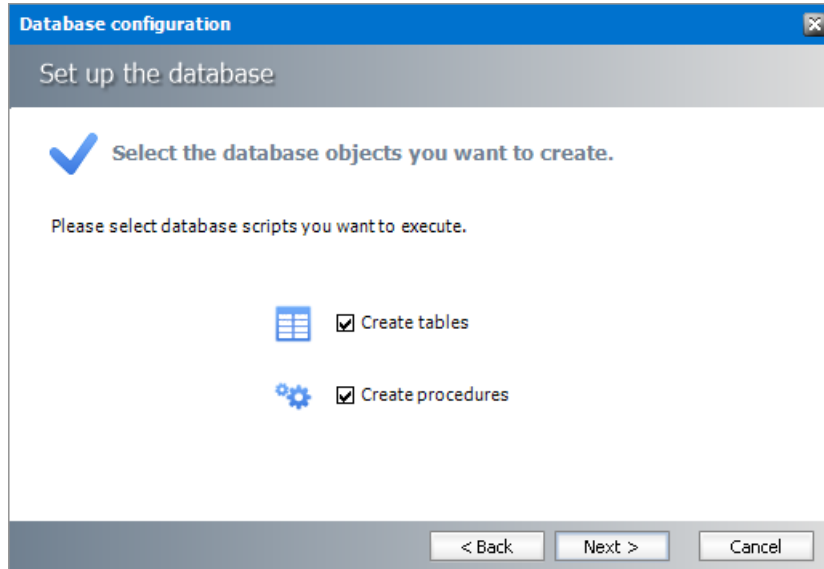 Database configuration
Set up the database
Select the database objects you want to create.
Please select database scripts you want to execute.
Create tables
Create procedures
< Back
Next >
Cancel